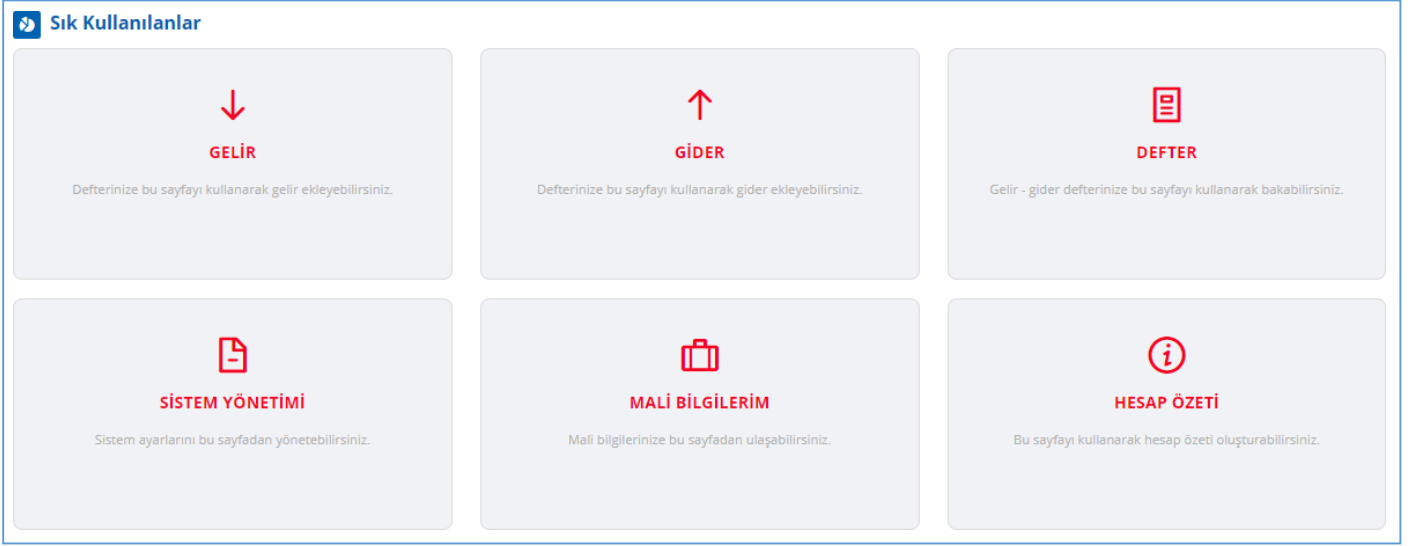 Sık Kullanılanlar
GELİR
Defterinize bu sayfayı kullanarak gelir ekleyebilirsiniz.
GİDER
Defterinize bu sayfayı kullanarak gider ekleyebilirsiniz.
DEFTER
Gelir - gider defterinize bu sayfayı kullanarak bakabilirsiniz.
SİSTEM YÖNETİMİ
Sistem ayarlarını bu sayfadan yönetebilirsiniz.
MALİ BİLGİLERİM
Mali bilgilerinize bu sayfadan ulaşabilirsiniz.
HESAP ÖZETİ
Bu sayfayı kullanarak hesap özeti oluşturabilirsiniz.